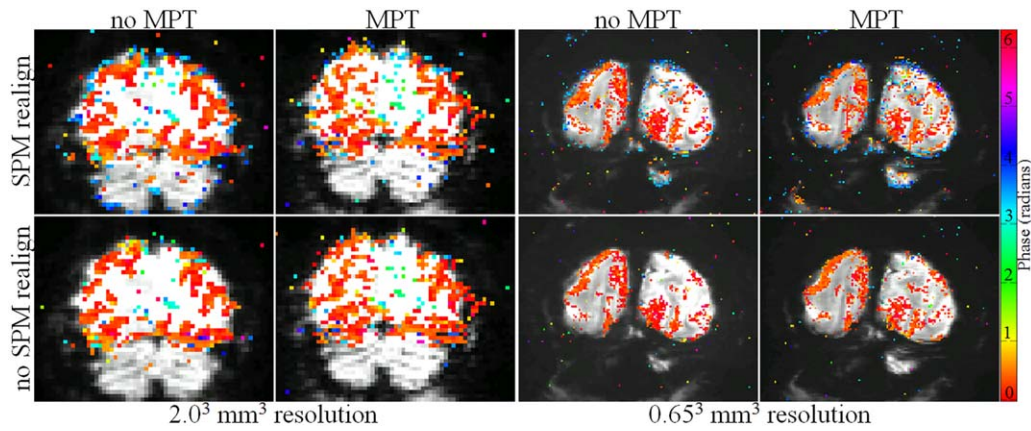 no MPT
MPT
no MPT
MPT
SPM realign
no SPM realign
6
5
4
3
2
1
0
Phase (radians)
2.0³ mm³ resolution
0.65³ mm³ resolution